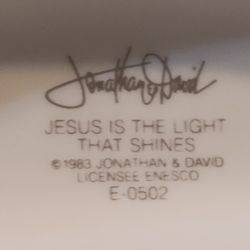 Jonathan & David
JESUS IS THE LIGHT
THAT SHINES
©1983 JONATHAN & DAVID
LICENSEE ENESCO
E-0502